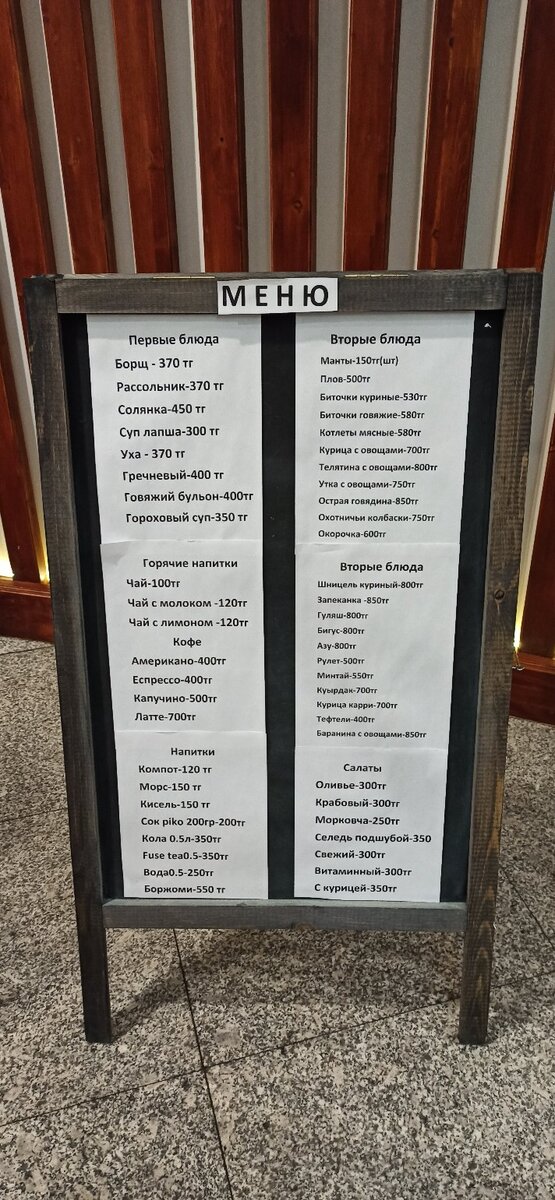 МЕНЮ
Первые блюда
Борщ - 370 тг
Рассольник-370 тг
Солянка-450 тг
Суп лапша-300 тг
Уха - 370 тг
Гречневый-400 тг
Говяжий бульон-400тг
Гороховый суп-350 тг
Горячие напитки
Чай-100тг
Чай с молоком -120тг
Чай с лимоном -120тг
Кофе
Американо-400тг
Еспрессо-400тг
Капучино-500тг
Латте-700тг
Напитки
Компот-120 тг
Морс-150 тг
Кисель-150 тг
Сок piko 200гр-200тг
Кола 0.5л-350тг
Fuse tea0.5-350тг
Вода0.5-250тг
Боржоми-550 тг
Вторые блюда
Манты-150тг(шт)
Плов-500тг
Биточки куриные-530тг
Биточки говяжие-580тг
Котлеты мясные-580тг
Курица с овощами-700тг
Телятина с овощами-800тг
Утка с овощами-750тг
Острая говядина-850тг
Охотничьи колбаски-750тг
Окорочка-600тг
Вторые блюда
Шницель куриный-800тг
Запеканка -850тг
Гуляш-800тг
Бигус-800тг
Азу-800тг
Рулет-500тг
Минтай-550тг
Куырдак-700тг
Курица карри-700тг
Тефтели-400тг
Баранина с овощами-850тг
Салаты
Оливье-300тг
Крабовый-300тг
Морковча-250тг
Селедь подшубой-350
Свежий-300тг
Витаминный-300тг
С курицей-350тг